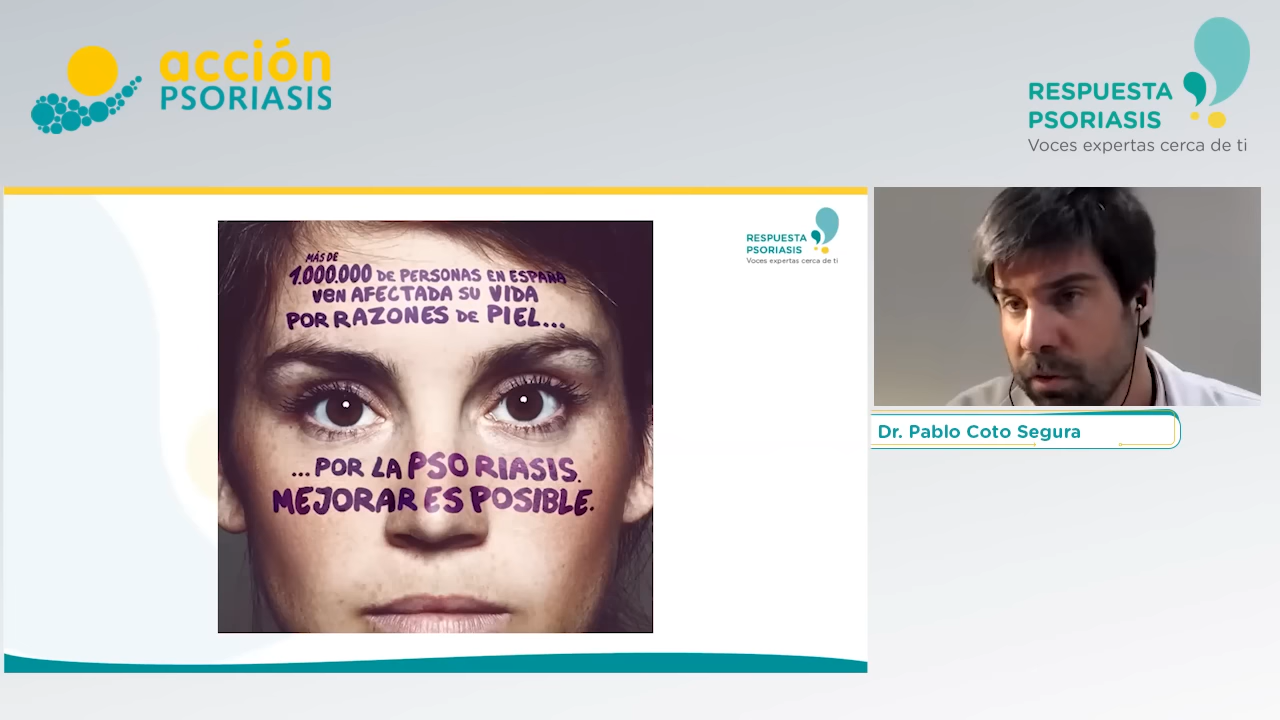 acción
PSORIASIS
RESPUESTA
PSORIASIS
Voces expertas cerca de ti
RESPUESTA
PSORIASIS
Voces expertas cerca de ti
MÁS DE
1.000.000 DE PERSONAS EN ESPAÑA
VEN AFECTADA SU VIDA
POR RAZONES DE PIEL...
...POR LA PSORIASIS.
MEJORAR ES POSIBLE.
Dr. Pablo Coto Segura